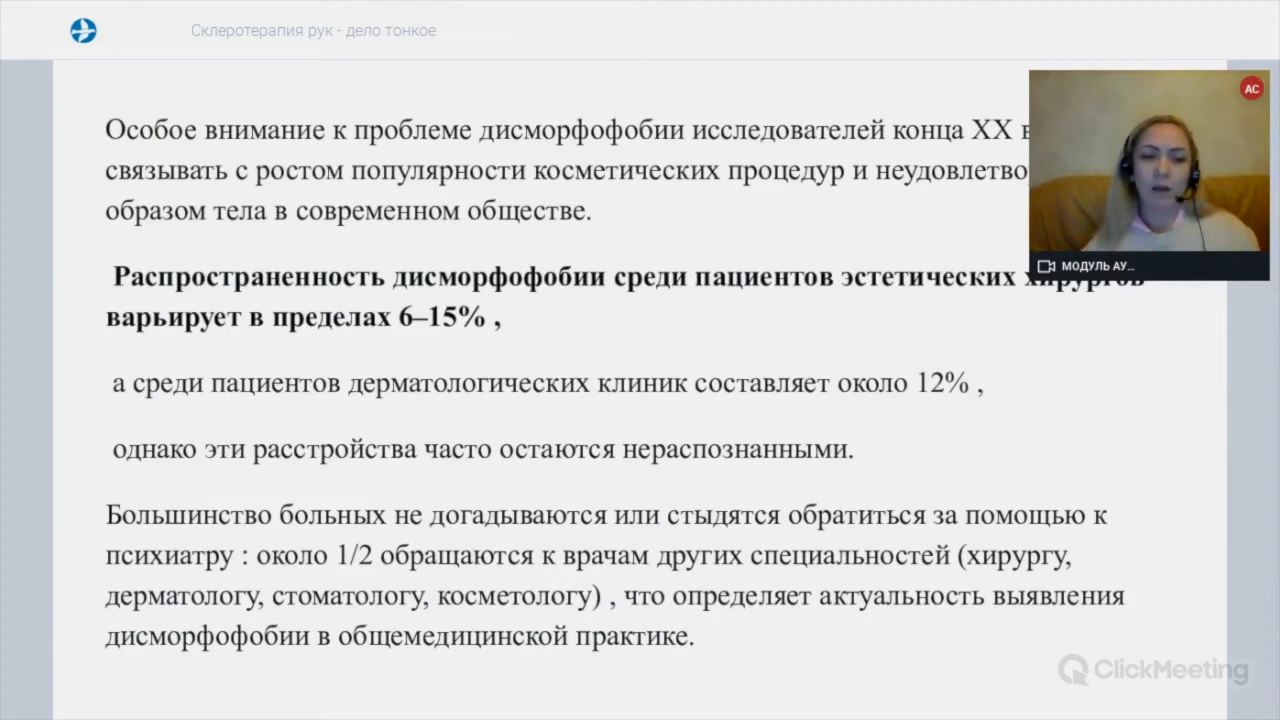 Склеротерапия рук - дело тонкое
Особое внимание к проблеме дисморфофобии исследователей конца XX
связывать с ростом популярности косметических процедур и
образом тела в современном обществе.
Распространенность дисморфофобии среди пациентов эстетических хирургов
варьирует в пределах 6–15% ,
а среди пациентов дерматологических клиник составляет около 12% ,
однако эти расстройства часто остаются нераспознанными.
Большинство больных не догадываются или стыдятся обратиться за помощью к
психиатру : около 1/2 обращаются к врачам других специальностей (хирургу,
дерматологу, стоматологу, косметологу) , что определяет актуальность выявления
дисморфофобии в общемедицинской практике.
АС
МОДУЛЬ АУ...
ClickMeeting